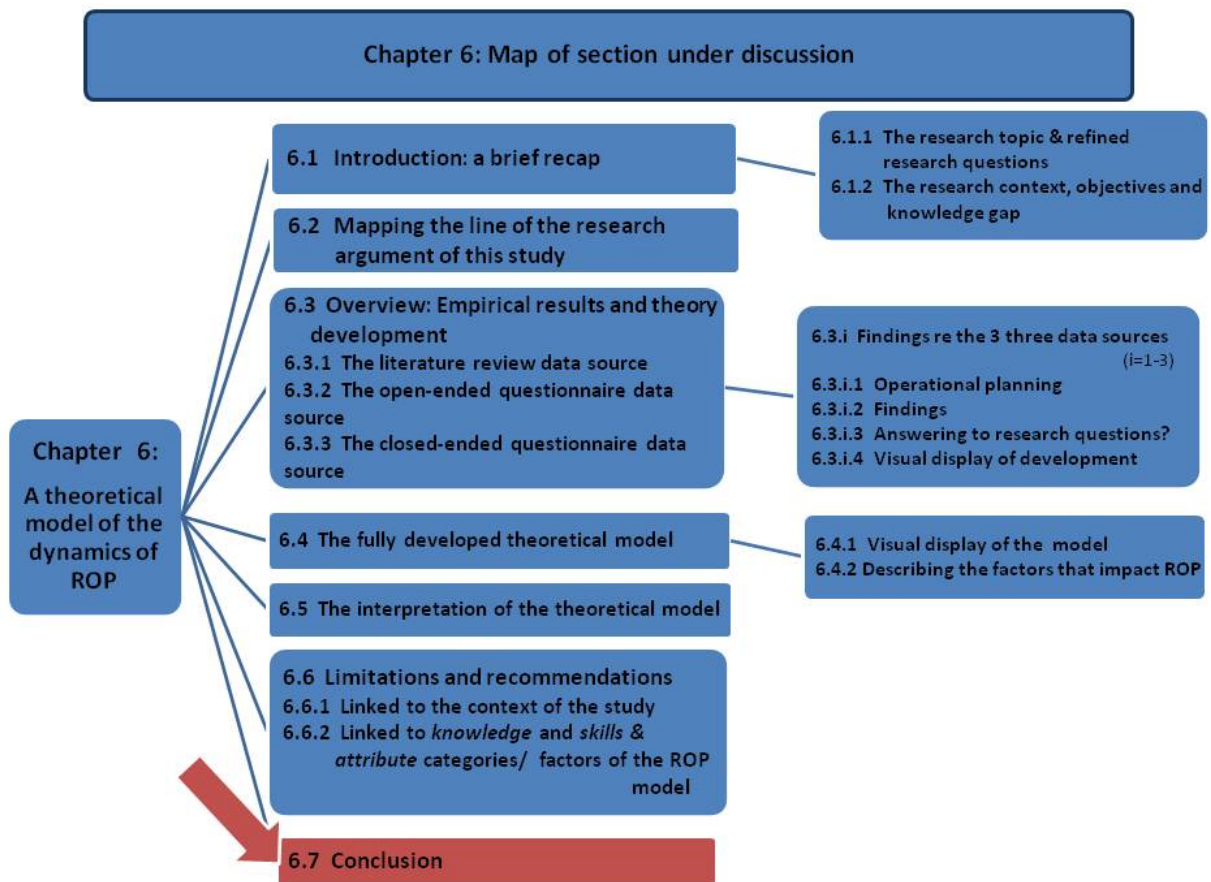 Chapter 6: Map of section under discussion
Chapter 6:
A theoretical
model of the
dynamics of
ROP
6.1 Introduction: a brief recap
6.1.1 The research topic & refined
research questions
6.1.2 The research context, objectives and
knowledge gap
6.2 Mapping the line of the research
argument of this study
6.3 Overview: Empirical results and theory
development
6.3.1 The literature review data source
6.3.2 The open-ended questionnaire data
source
6.3.3 The closed-ended questionnaire data
source
6.3.i Findings re the 3 three data sources
(i=1-3)
6.3.i.1 Operational planning
6.3.i.2 Findings
6.3.i.3 Answering to research questions?
6.3.i.4 Visual display of development
6.4 The fully developed theoretical model
6.4.1 Visual display of the model
6.4.2 Describing the factors that impact ROP
6.5 The interpretation of the theoretical model
6.6 Limitations and recommendations
6.6.1 Linked to the context of the study
6.6.2 Linked to knowledge and skills &
attribute categories/ factors of the ROP
model
6.7 Conclusion